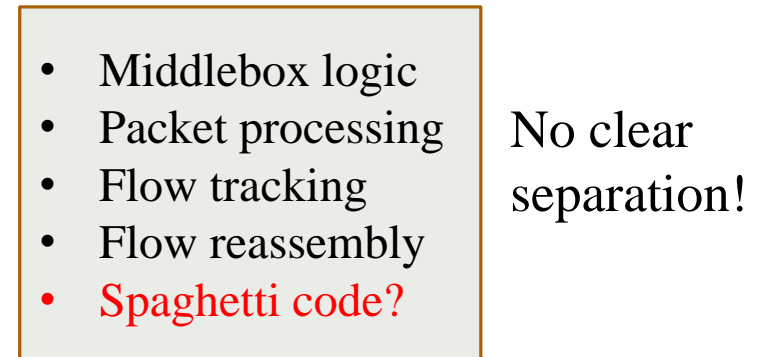 • Middlebox logic
• Packet processing
• Flow tracking
• Flow reassembly
• Spaghetti code?
No clear
separation!